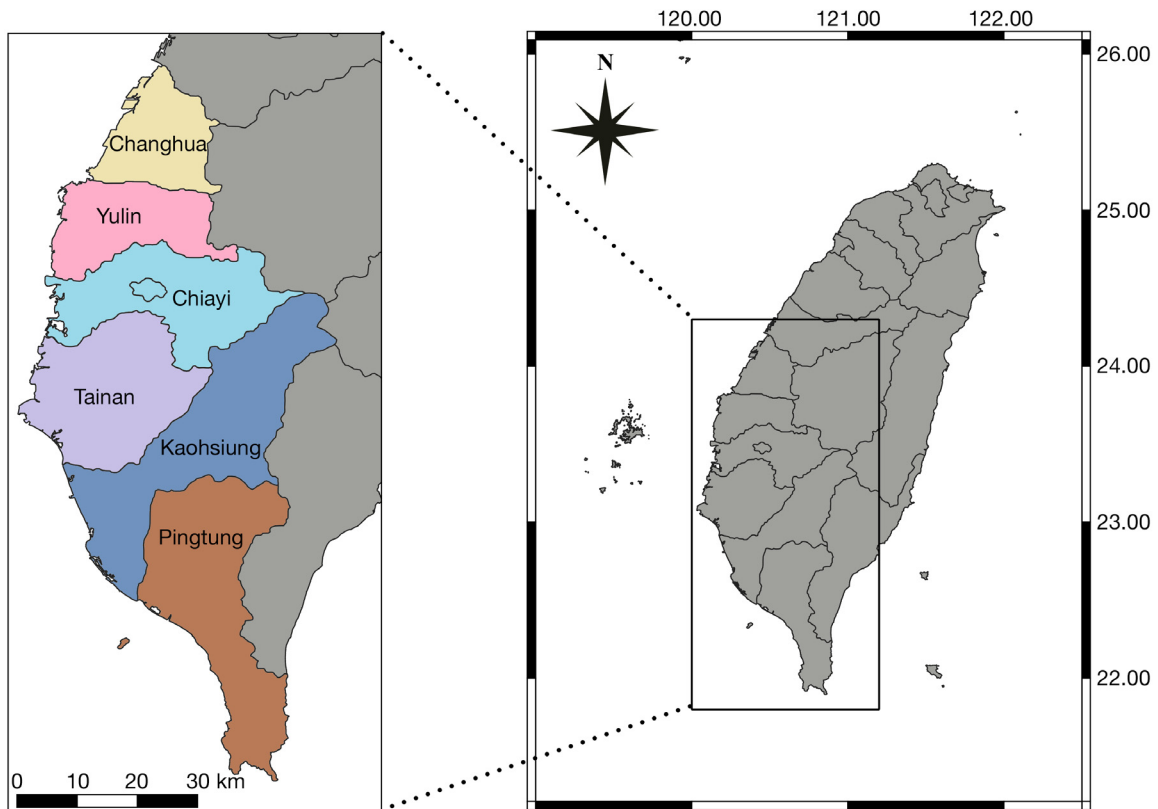 Changhua
Yulin
Chiayi
Tainan
Kaohsiung
Pingtung
0 10 20 30 km
120.00 121.00 122.00
N
26.00
25.00
24.00
23.00
22.00